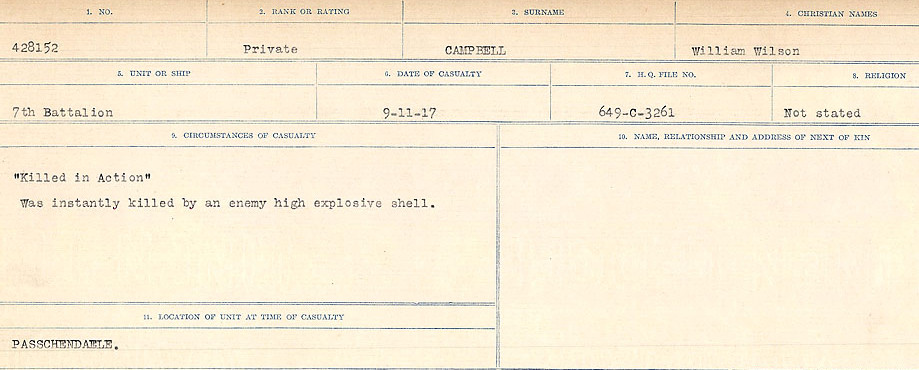 1. NO. 2. RANK OR RATING 3. SURNAME 4. CHRISTIAN NAMES
428152 Private CAMPBELL William Wilson
5. UNIT OR SHIP 6. DATE OF CASUALTY 7. H.Q. FILE NO. 8. RELIGION
7th Battalion 9-11-17 649-C-3261 Not stated
9. CIRCUMSTANCES OF CASUALTY 10. NAME, RELATIONSHIP AND ADDRESS OF NEXT OF KIN
"Killed in Action"
Was instantly killed by an enemy high explosive shell.
11. LOCATION OF UNIT AT TIME OF CASUALTY
PASSCHENDAELE.